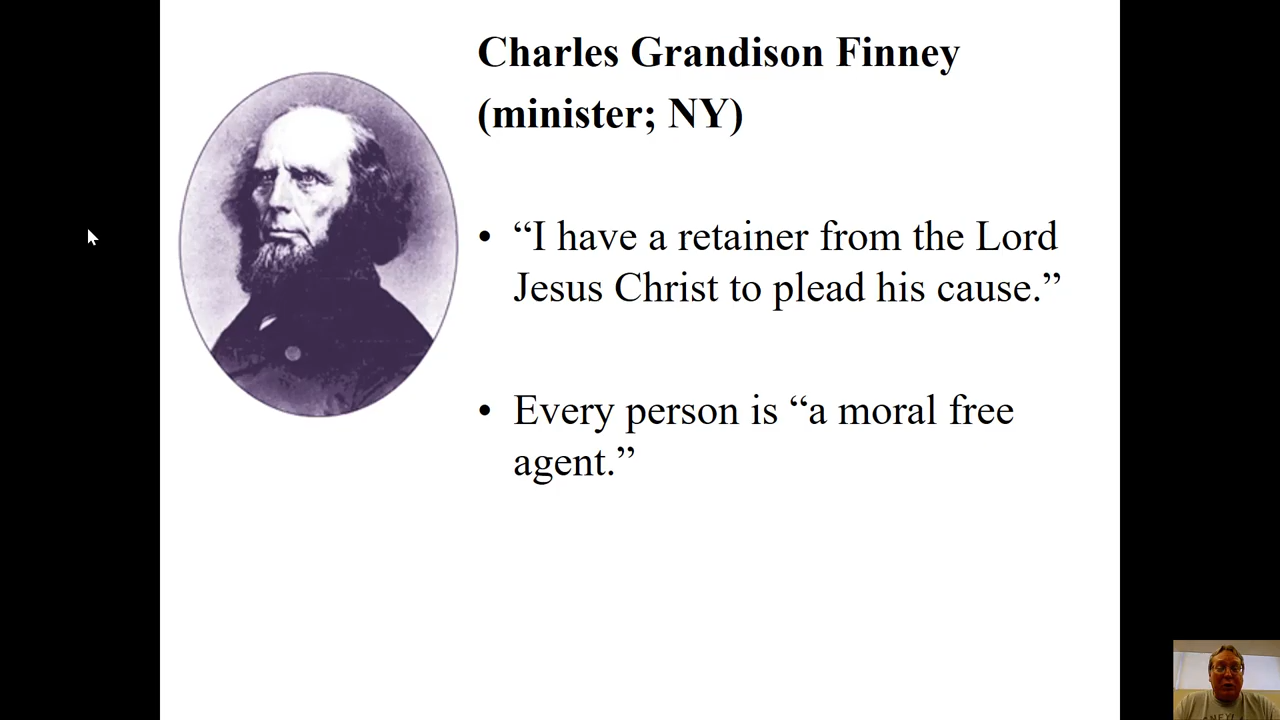 Charles Grandison Finney
(minister; NY)
• “I have a retainer from the Lord
Jesus Christ to plead his cause.”
• Every person is “a moral free
agent.”